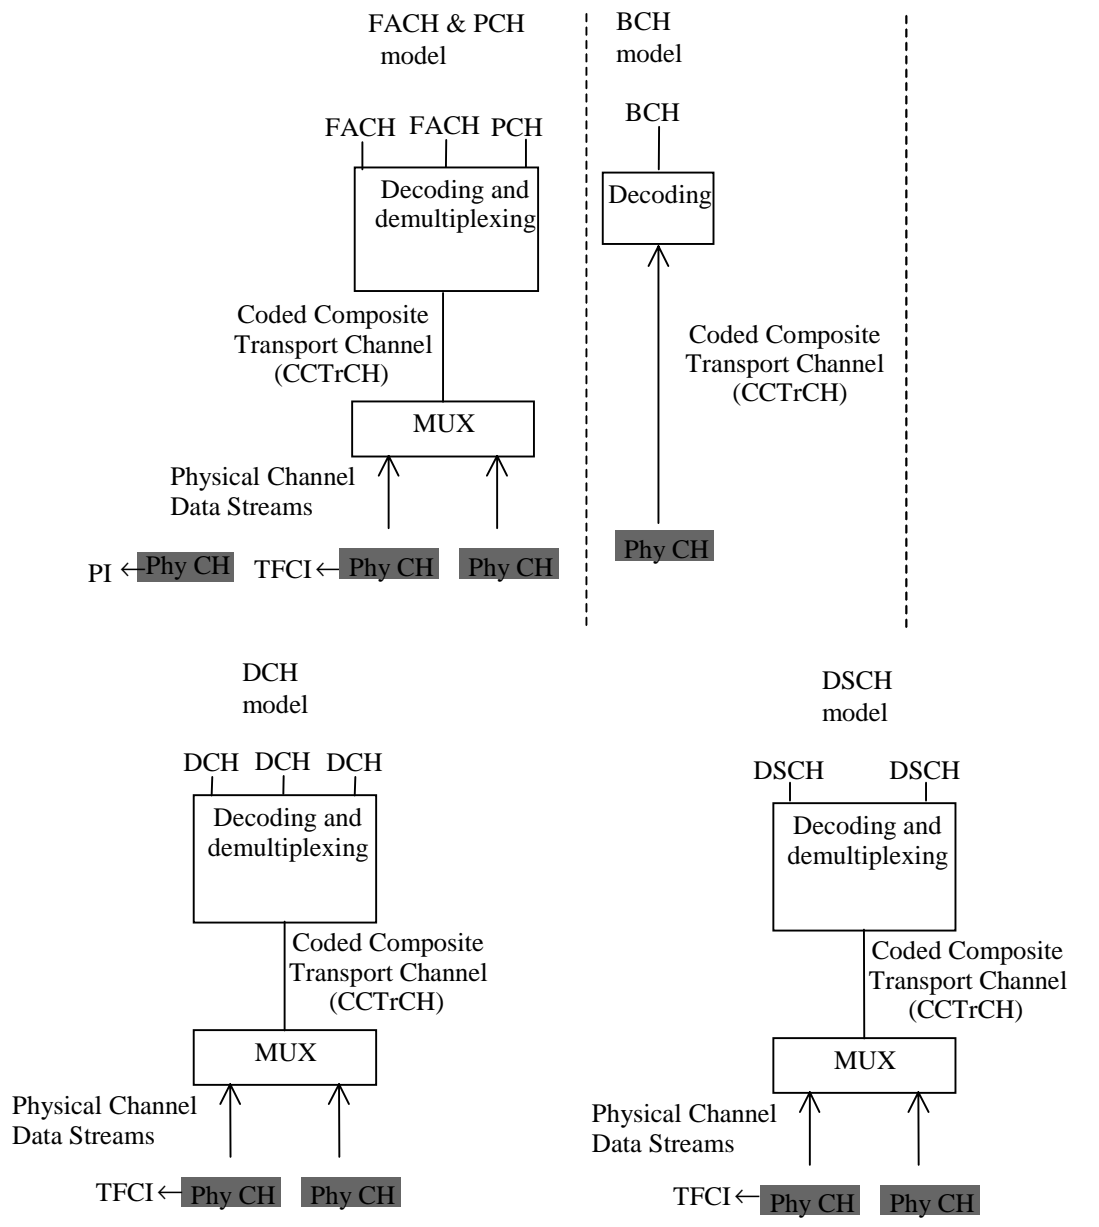 FACH & PCH
model
FACH FACH PCH
Decoding and
demultiplexing
Coded Composite
Transport Channel
(CCTrCH)
MUX
Physical Channel
Data Streams
PI Phy CH TFCI Phy CH Phy CH
BCH
model
BCH
Decoding
Coded Composite
Transport Channel
(CCTrCH)
Phy CH
DCH
model
DCH DCH DCH
Decoding and
demultiplexing
Coded Composite
Transport Channel
(CCTrCH)
MUX
Physical Channel
Data Streams
TFCI Phy CH Phy CH
DSCH
model
DSCH DSCH
Decoding and
demultiplexing
Coded Composite
Transport Channel
(CCTrCH)
MUX
Physical Channel
Data Streams
TFCI Phy CH Phy CH